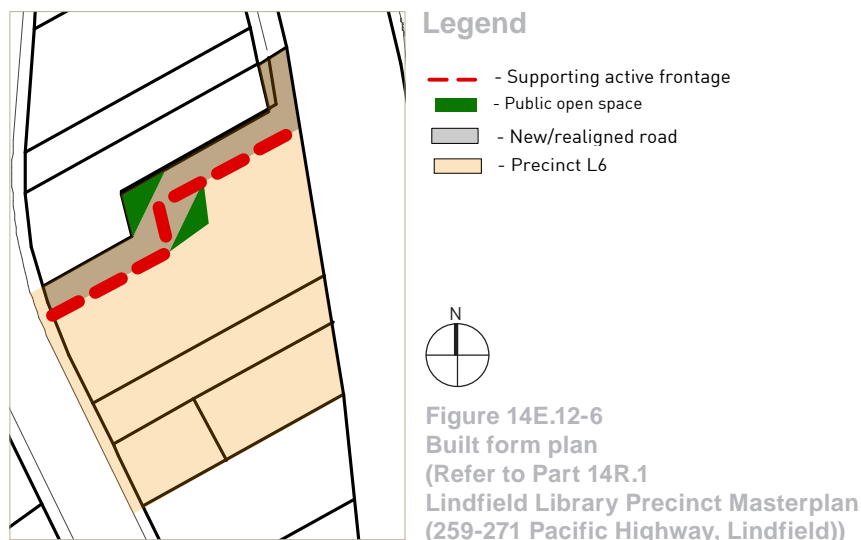 Legend
- Supporting active frontage
- Public open space
- New/realigned road
- Precinct L6
N
Figure 14E.12-6
Built form plan
(Refer to Part 14R.1
Lindfield Library Precinct Masterplan
(259-271 Pacific Highway, Lindfield))